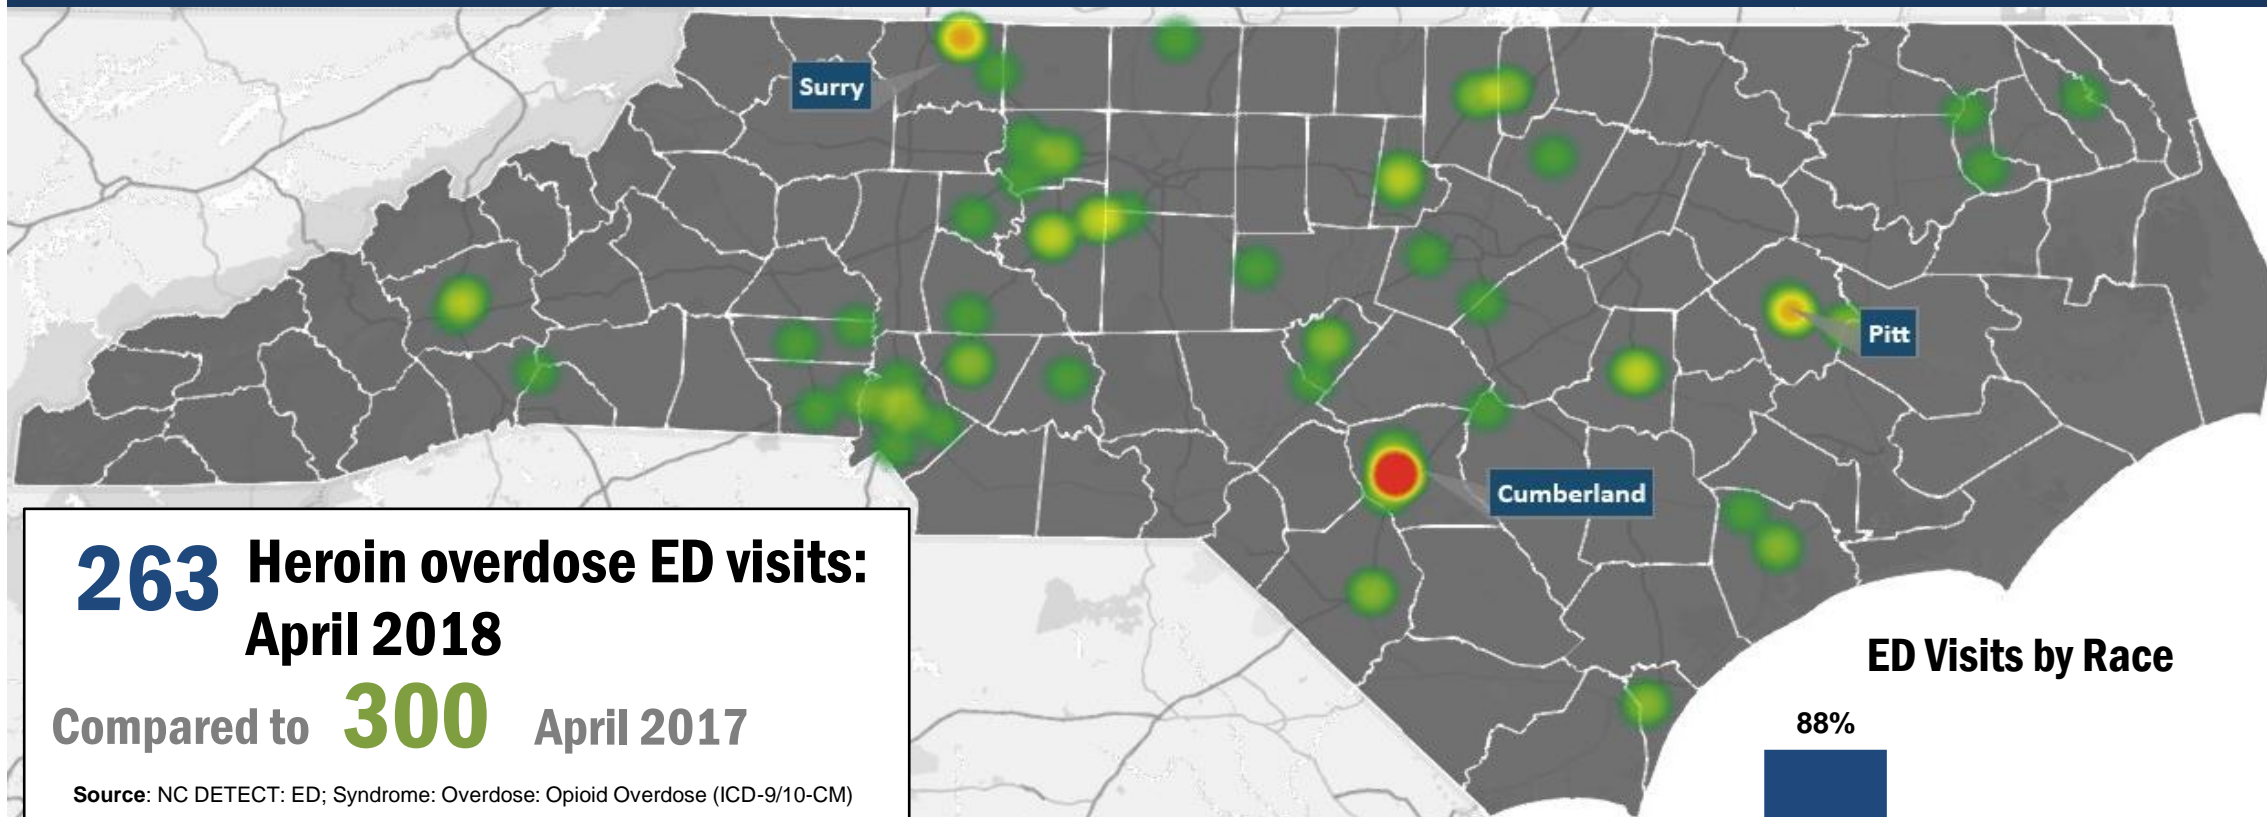 Surry
Pitt
Cumberland
263 Heroin overdose ED visits:
April 2018
Compared to 300 April 2017
Source: NC DETECT: ED; Syndrome: Overdose: Opioid Overdose (ICD-9/10-CM)
ED Visits by Race
88%